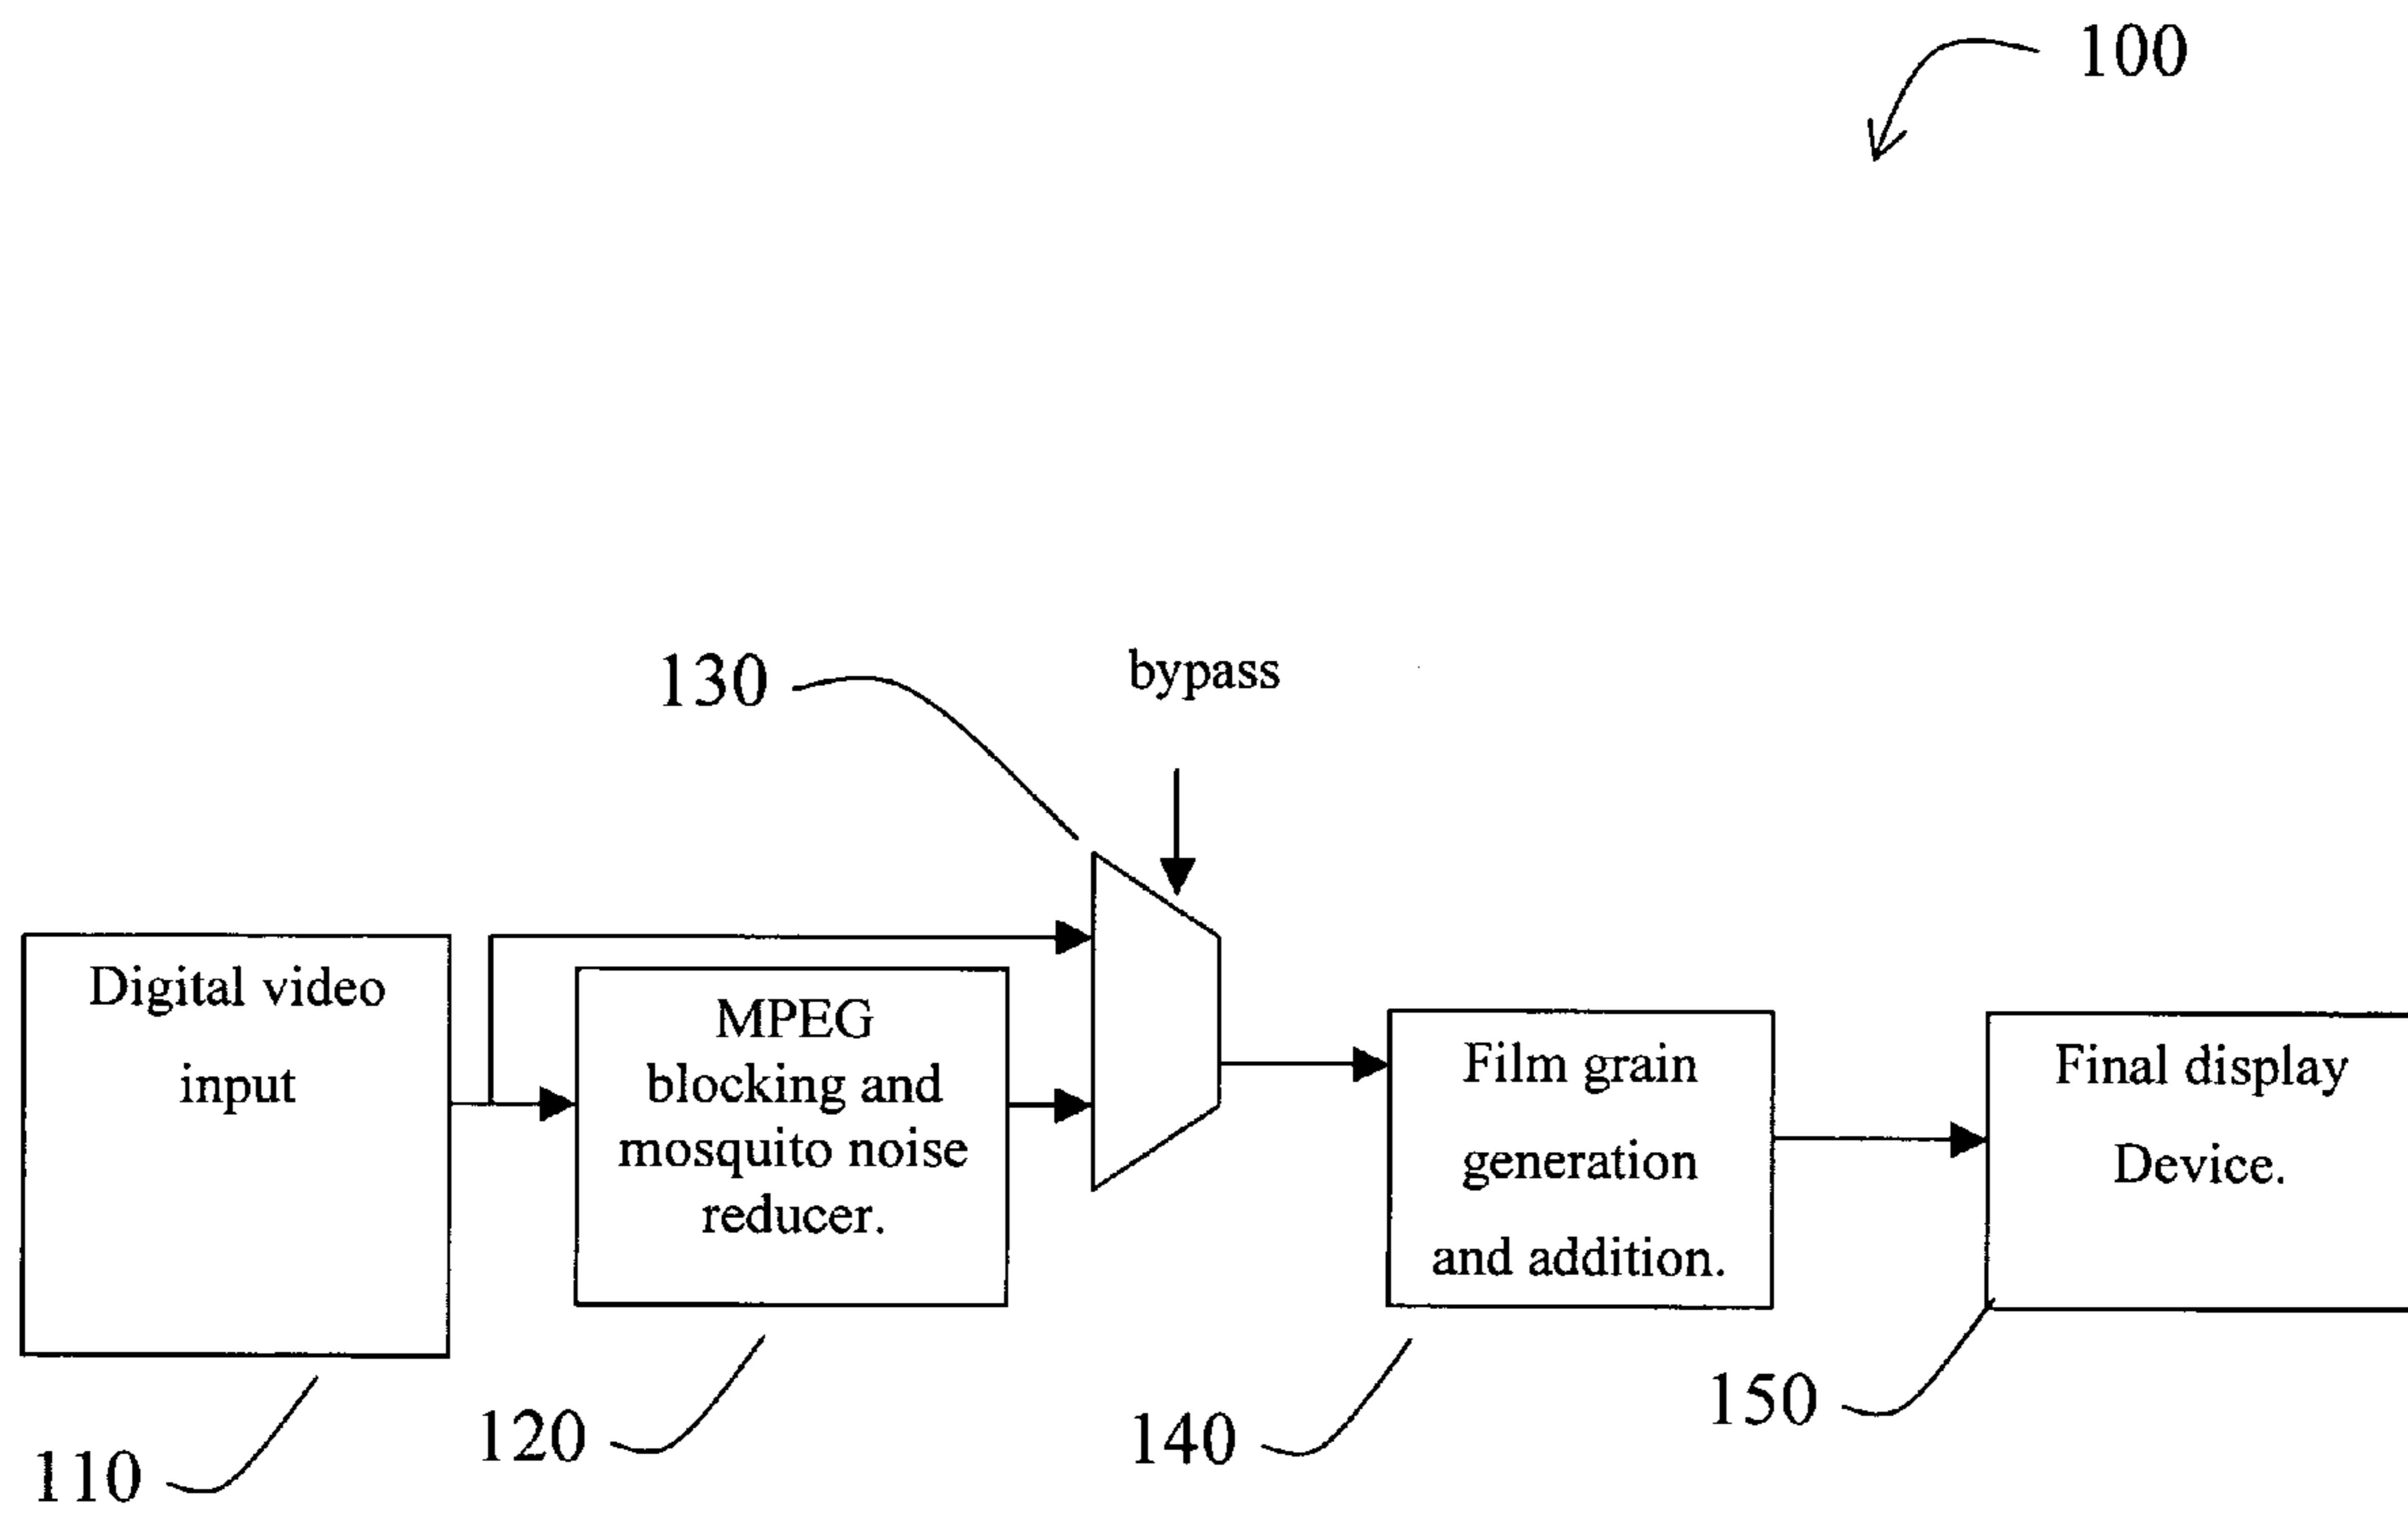 100
130
bypass
Digital video
input
MPEG
blocking and
mosquito noise
reducer.
Film grain
generation
and addition.
Final display
Device.
110
120
140
150